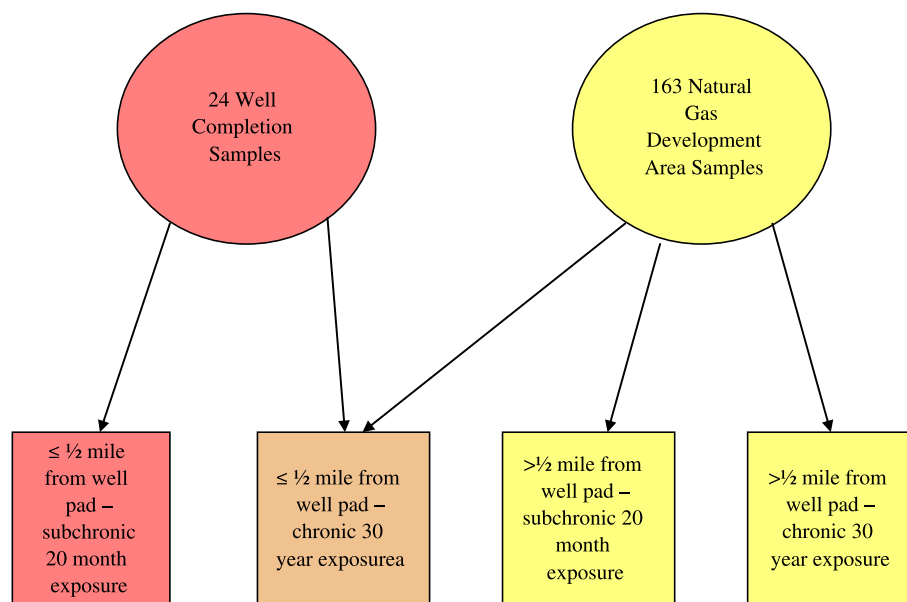 24 Well
Completion
Samples
163 Natural
Gas
Development
Area Samples
≤ ½ mile
from well
pad –
subchronic
20 month
exposure
≤ ½ mile from
well pad –
chronic 30
year exposurea
>½ mile from
well pad –
subchronic 20
month
exposure
>½ mile from
well pad –
chronic 30
year exposure